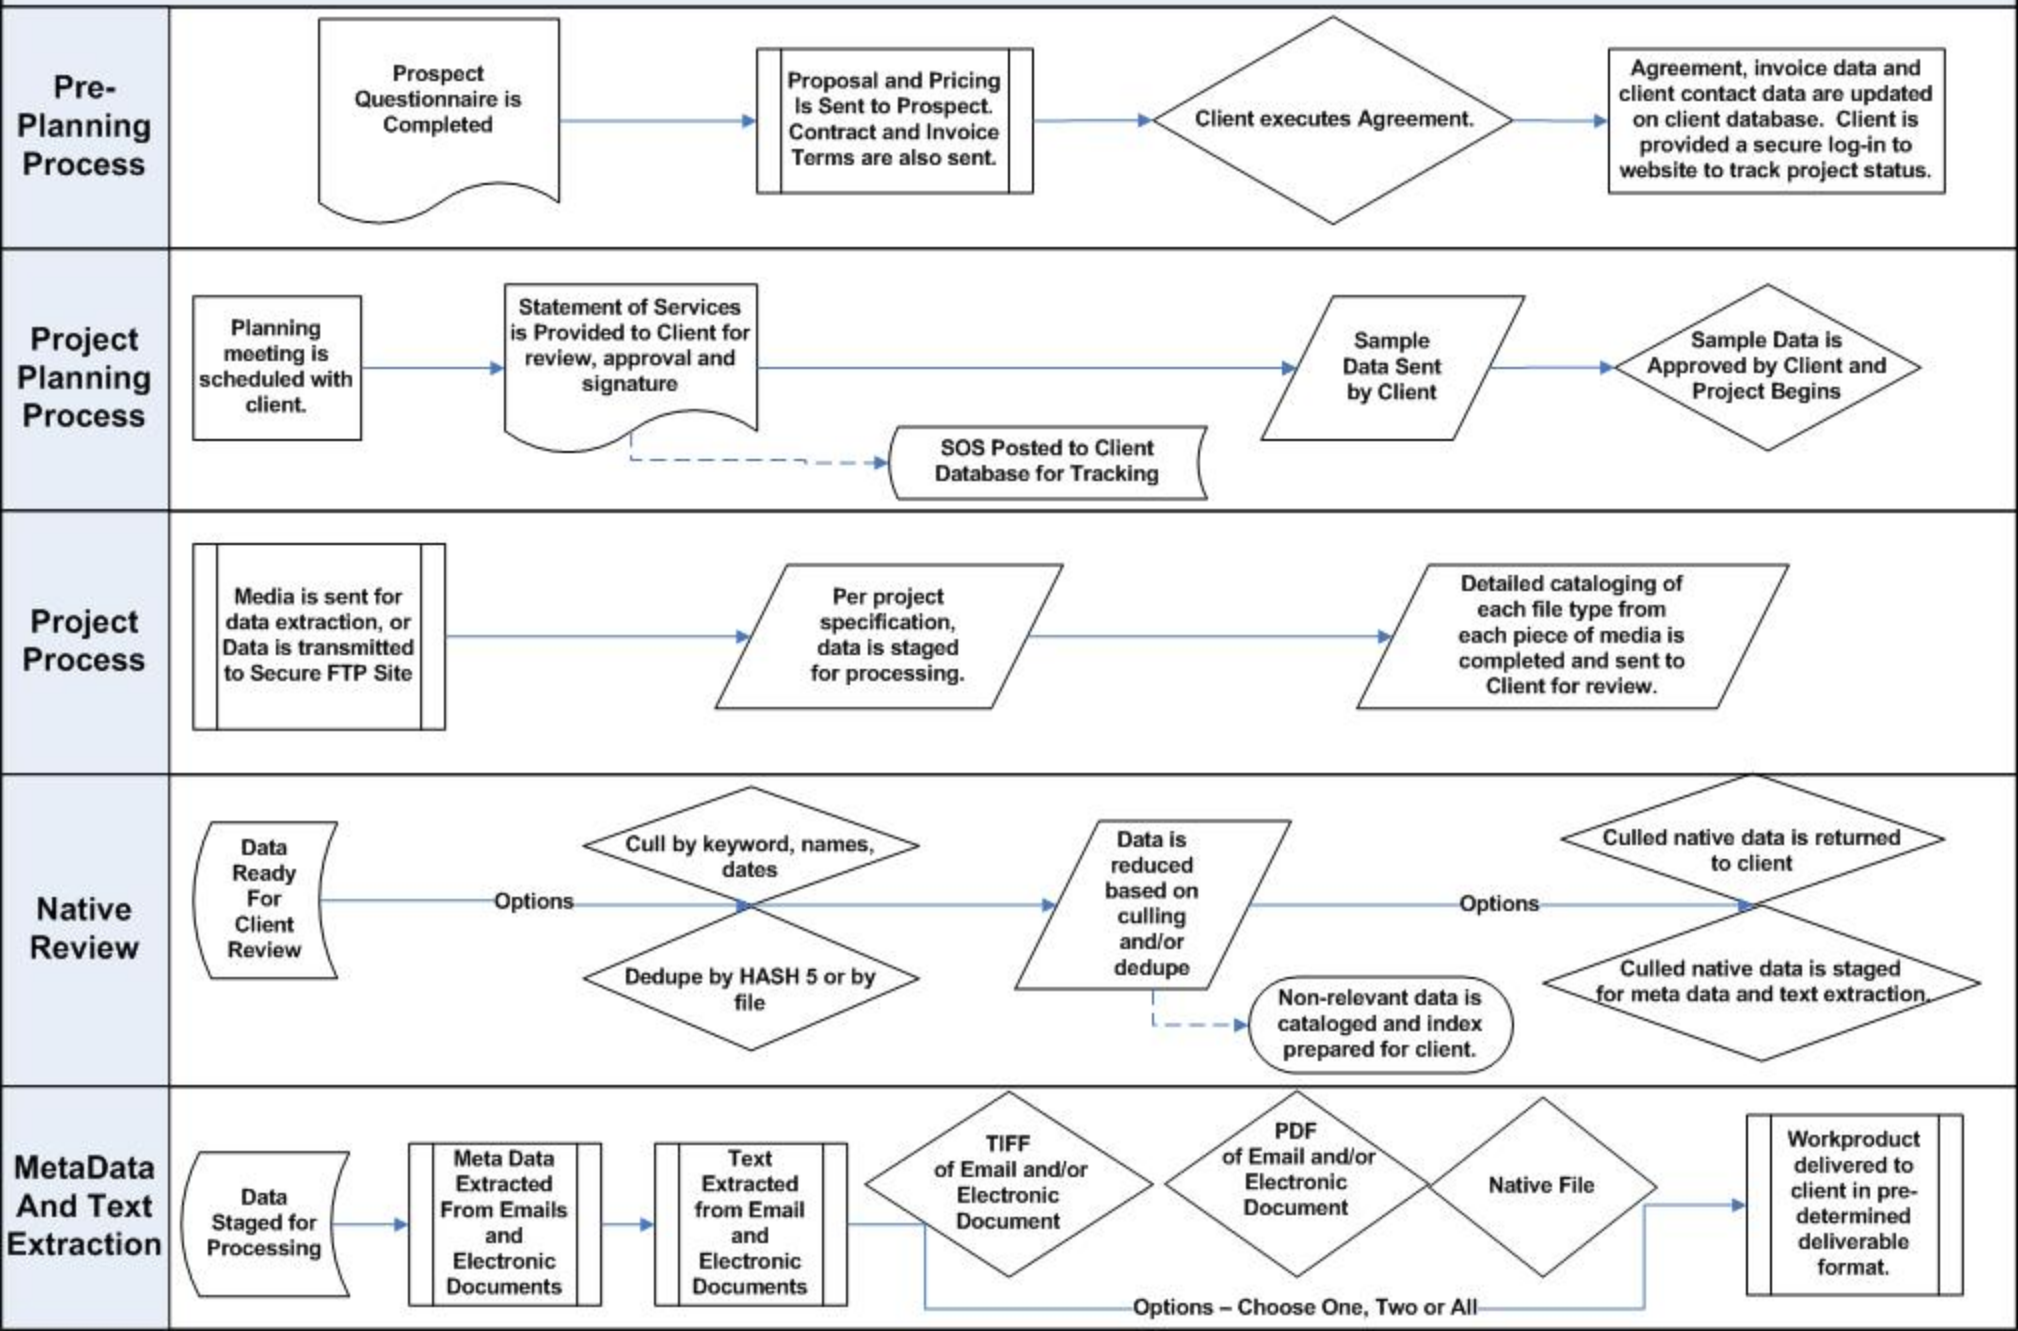 Pre-
Planning
Process
Prospect
Questionnaire is
Completed
Proposal and Pricing
Is Sent to Prospect.
Contract and Invoice
Terms are also sent.
Client executes Agreement.
Agreement, invoice data and
client contact data are updated
on client database.  Client is
provided a secure log-in to
website to track project status.
Project
Planning
Process
Planning
meeting is
scheduled with
client.
Statement of Services
is Provided to Client for
review, approval and
signature
SOS Posted to Client
Database for Tracking
Sample
Data Sent
by Client
Sample Data is
Approved by Client and
Project Begins
Project
Process
Media is sent for
data extraction, or
Data is transmitted
to Secure FTP Site
Per project
specification,
data is staged
for processing.
Detailed cataloging of
each file type from
each piece of media is
completed and sent to
Client for review.
Native
Review
Data
Ready
For
Client
Review
Options
Cull by keyword, names,
dates
Dedupe by HASH 5 or by
file
Data is
reduced
based on
culling
and/or
dedupe
Non-relevant data is
cataloged and index
prepared for client.
Options
Culled native data is returned
to client
Culled native data is staged
for meta data and text extraction.
MetaData
And Text
Extraction
Data
Staged for
Processing
Meta Data
Extracted
From Emails
and
Electronic
Documents
Text
Extracted
from Email
and
Electronic
Documents
TIFF
of Email and/or
Electronic
Document
PDF
of Email and/or
Electronic
Document
Native File
Options – Choose One, Two or All
Workproduct
delivered to
client in pre-
determined
deliverable
format.